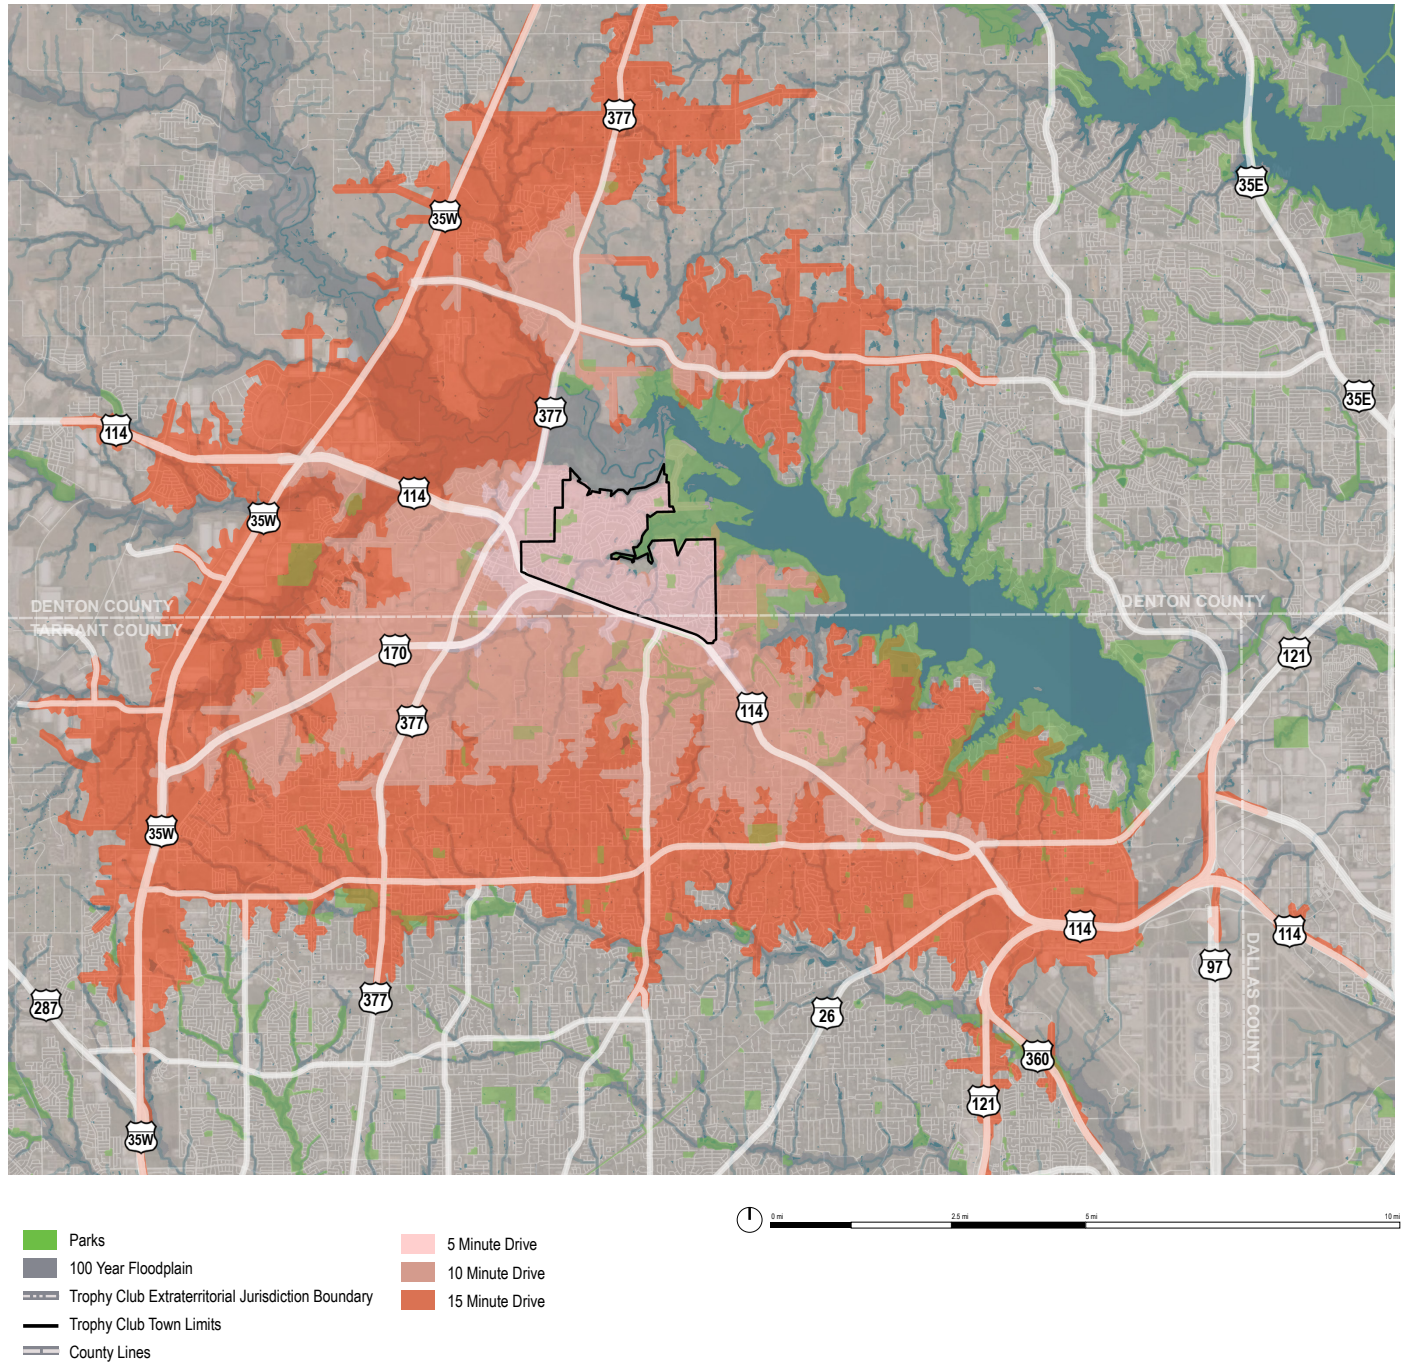 377
35E
35W
35E
377
114
114
35W
DENTON COUNTY
TARRANT COUNTY
DENTON COUNTY
121
170
377
114
35W
114
114
97
DALLAS COUNTY
287
377
26
360
121
35W
0 mi
2.5 mi
5 mi
10 mi
Parks
100 Year Floodplain
Trophy Club Extraterritorial Jurisdiction Boundary
Trophy Club Town Limits
County Lines
5 Minute Drive
10 Minute Drive
15 Minute Drive